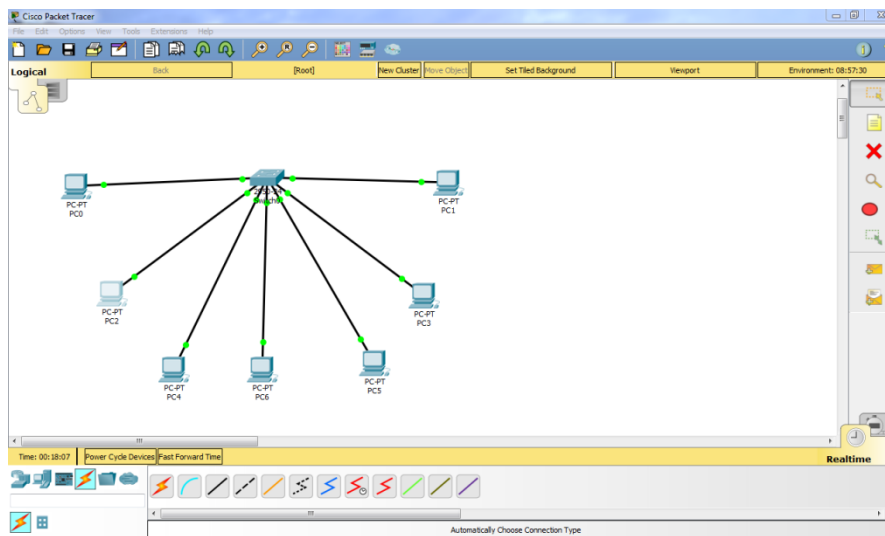 Cisco Packet Tracer
File Edit Options View Tools Extensions Help
Logical
Back
[Root]
New Cluster
Move Object
Set Tiled Background
Viewport
Environment: 08:57:30
PC-PT
PC0
PC-PT
PC1
PC-PT
PC2
PC-PT
PC3
PC-PT
PC4
PC-PT
PC6
PC-PT
PC5
Time: 00:18:07
Power Cycle Devices
Fast Forward Time
Realtime
Automatically Choose Connection Type